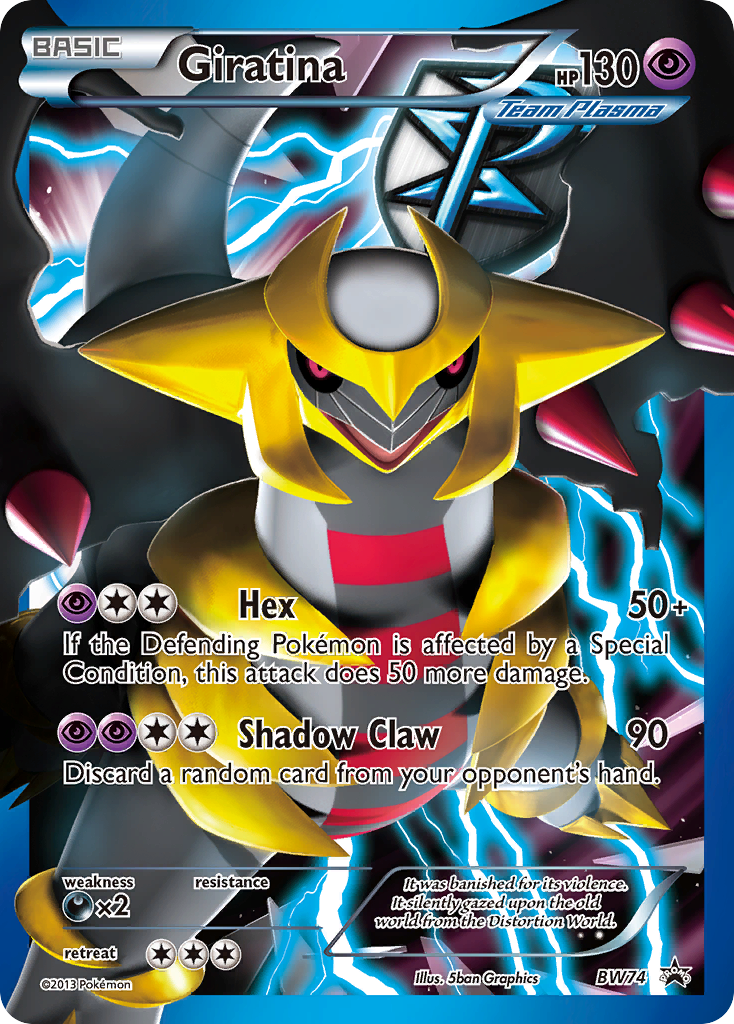 BASIC
Giratina
HP130
Team Plasma
Hex 50+
If the Defending Pokémon is affected by a Special
Condition, this attack does 50 more damage.
Shadow Claw 90
Discard a random card from your opponent's hand.
weakness resistance
×2
It was banished for its violence.
It silently gazed upon the old
world from the Distortion World.
retreat
©2013 Pokémon
Illus. 5ban Graphics
BW74
PROMO